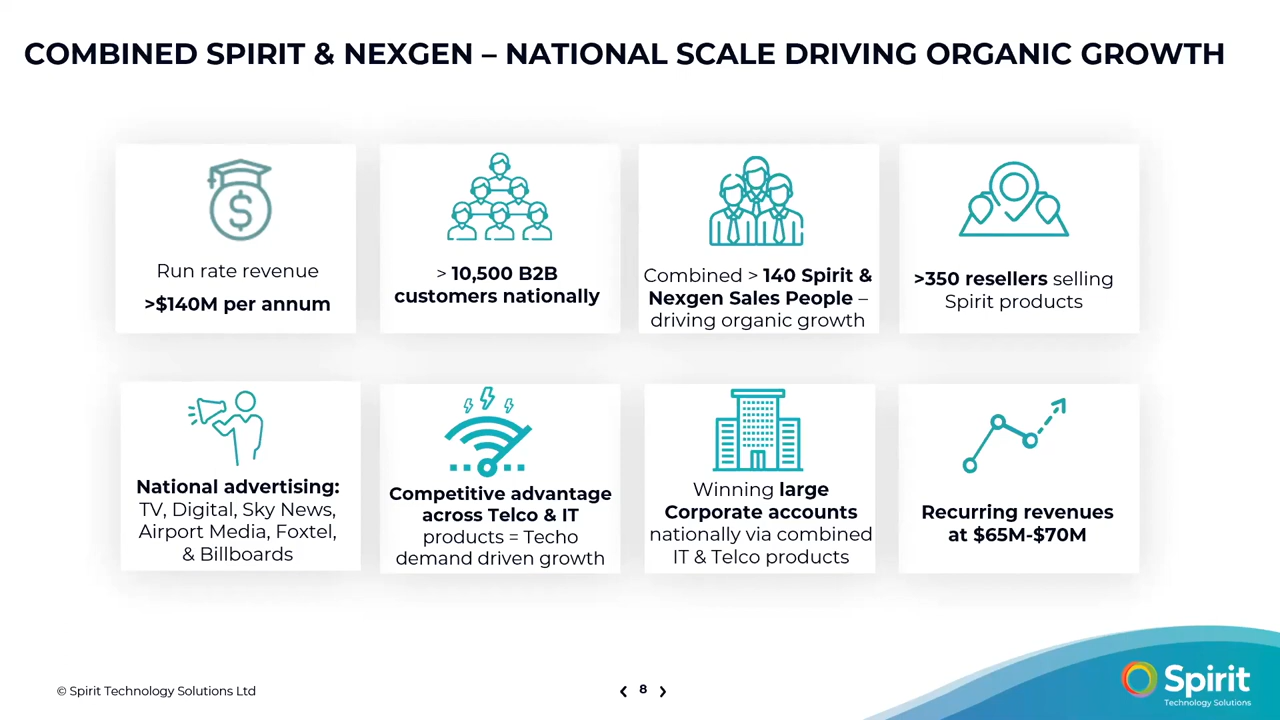 COMBINED SPIRIT & NEXGEN – NATIONAL SCALE DRIVING ORGANIC GROWTH
$
Run rate revenue
>$140M per annum
> 10,500 B2B
customers nationally
Combined > 140 Spirit &
Nexgen Sales People –
driving organic growth
>350 resellers selling
Spirit products
National advertising:
TV, Digital, Sky News,
Airport Media, Foxtel,
& Billboards
Competitive advantage
across Telco & IT
products = Techo
demand driven growth
Winning large
Corporate accounts
nationally via combined
IT & Telco products
Recurring revenues
at $65M-$70M
© Spirit Technology Solutions Ltd
8
Spirit
Technology Solutions